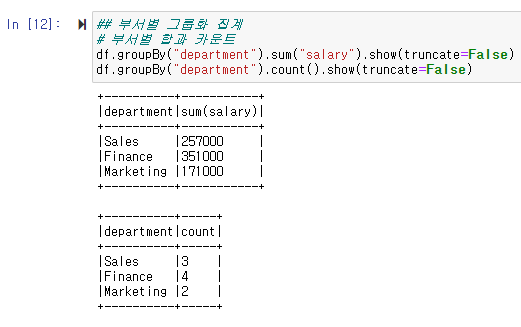 In [12]:
## 부서별 그룹화 집계
# 부서별 합과 카운트
df.groupBy("department").sum("salary").show(truncate=False)
df.groupBy("department").count().show(truncate=False)
+----------+-----------+
|department|sum(salary)|
+----------+-----------+
|Sales     |257000     |
|Finance   |351000     |
|Marketing |171000     |
+----------+-----------+
+----------+-----+
|department|count|
+----------+-----+
|Sales     |3    |
|Finance   |4    |
|Marketing |2    |
+----------+-----+